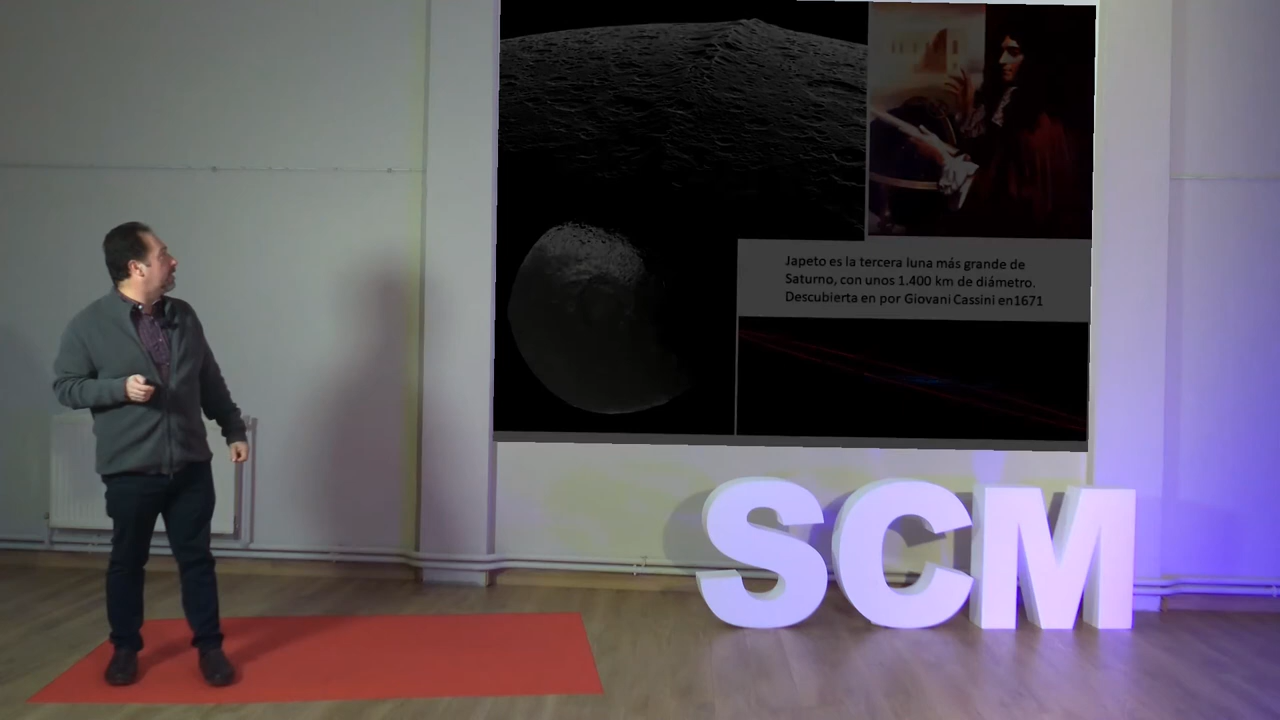 Japeto es la tercera luna más grande de
Saturno, con unos 1.400 km de diámetro.
Descubierta en por Giovani Cassini en1671
SCM